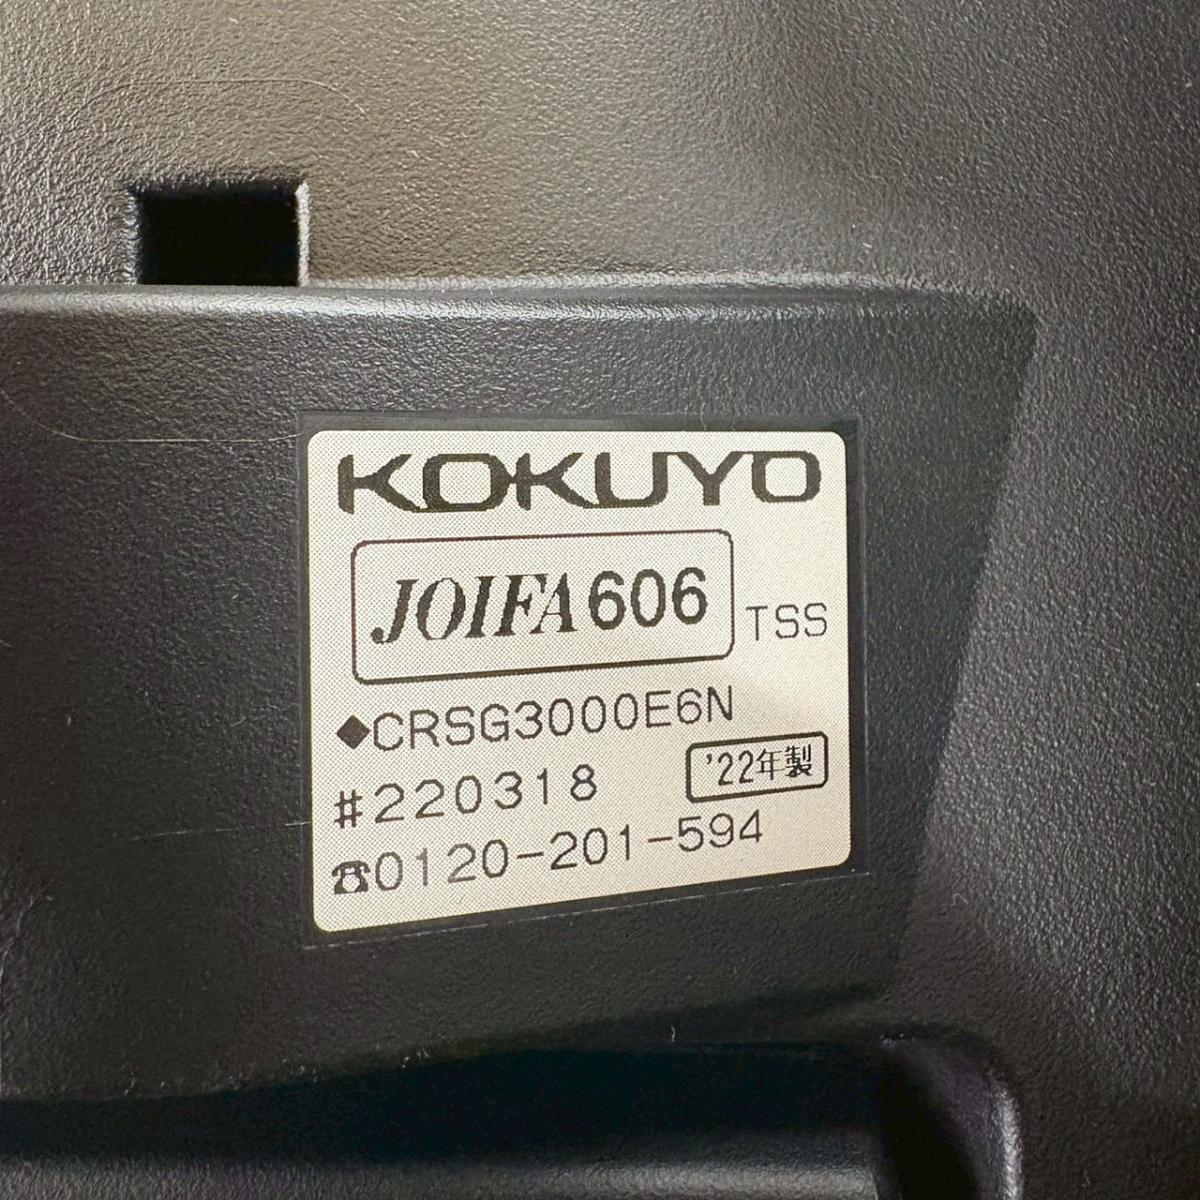 KOKUYO
JOIFA606 TSS
◆CRSG3000E6N
#220318 '22年製
☎0120-201-594